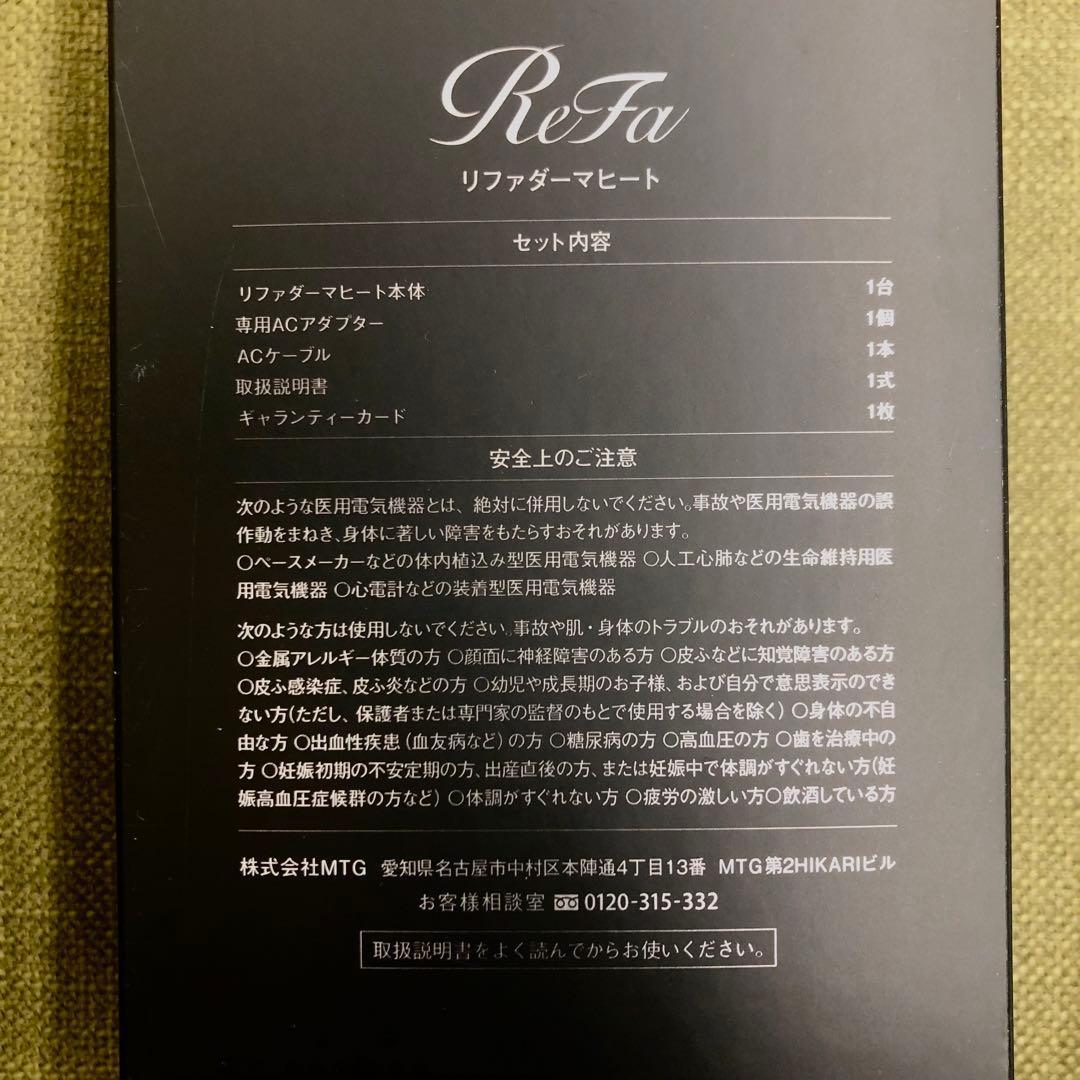 ReFa
リファダーマヒート
セット内容
リファダーマヒート本体 1台
専用ACアダプター 1個
ACケーブル 1本
取扱説明書 1式
ギャランティーカード 1枚
安全上のご注意
次のような医用電気機器とは、絶対に併用しないでください。事故や医用電気機器の誤
作動をまねき、身体に著しい障害をもたらすおそれがあります。
○ペースメーカーなどの体内植込み型医用電気機器 ○人工心肺などの生命維持用医
用電気機器 ○心電計などの装着型医用電気機器
次のような方は使用しないでください。事故や肌・身体のトラブルのおそれがあります。
○金属アレルギー体質の方 ○顔面に神経障害のある方 ○皮ふなどに知覚障害のある方
○皮ふ感染症、皮ふ炎などの方 ○幼児や成長期のお子様、および自分で意思表示のでき
ない方(ただし、保護者または専門家の監督のもとで使用する場合を除く) ○身体の不自
由な方 ○出血性疾患(血友病など)の方 ○糖尿病の方 ○高血圧の方 ○歯を治療中の
方 ○妊娠初期の不安定期の方、出産直後の方、または妊娠中で体調がすぐれない方(妊
娠高血圧症候群の方など) ○体調がすぐれない方 ○疲労の激しい方○飲酒している方
株式会社MTG 愛知県名古屋市中村区本陣通4丁目13番 MTG第2HIKARIビル
お客様相談室 0120-315-332
取扱説明書をよく読んでからお使いください。